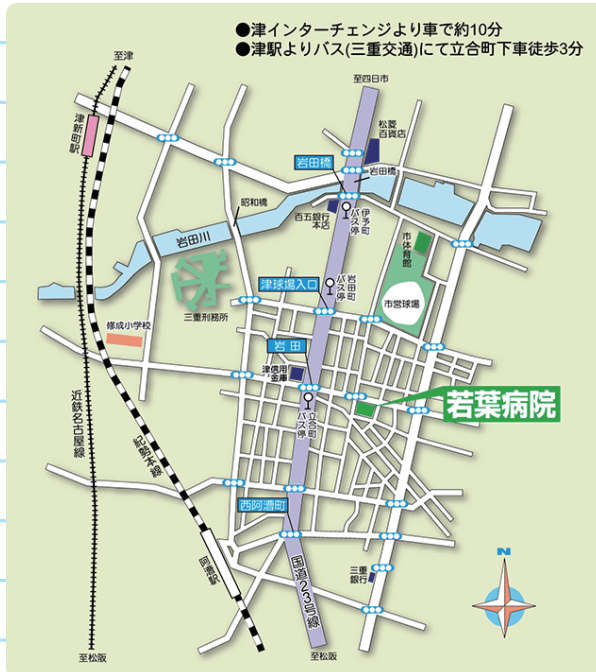 ●津インターチェンジより車で約10分
●津駅よりバス(三重交通)にて立合町下車徒歩3分
至津
至四日市
津新町駅
松菱
百貨店
岩田橋
岩田橋
昭和橋
百五銀行
本店
伊予町
バス停
岩田川
市体育館
三重刑務所
津球場入口
岩田町
バス停
市営球場
修成小学校
岩田
津信用
金庫
若葉病院
立合町
バス停
近鉄名古屋線
紀勢本線
西阿漕町
阿漕駅
国道23号線
三重
銀行
N
至松阪
至松阪